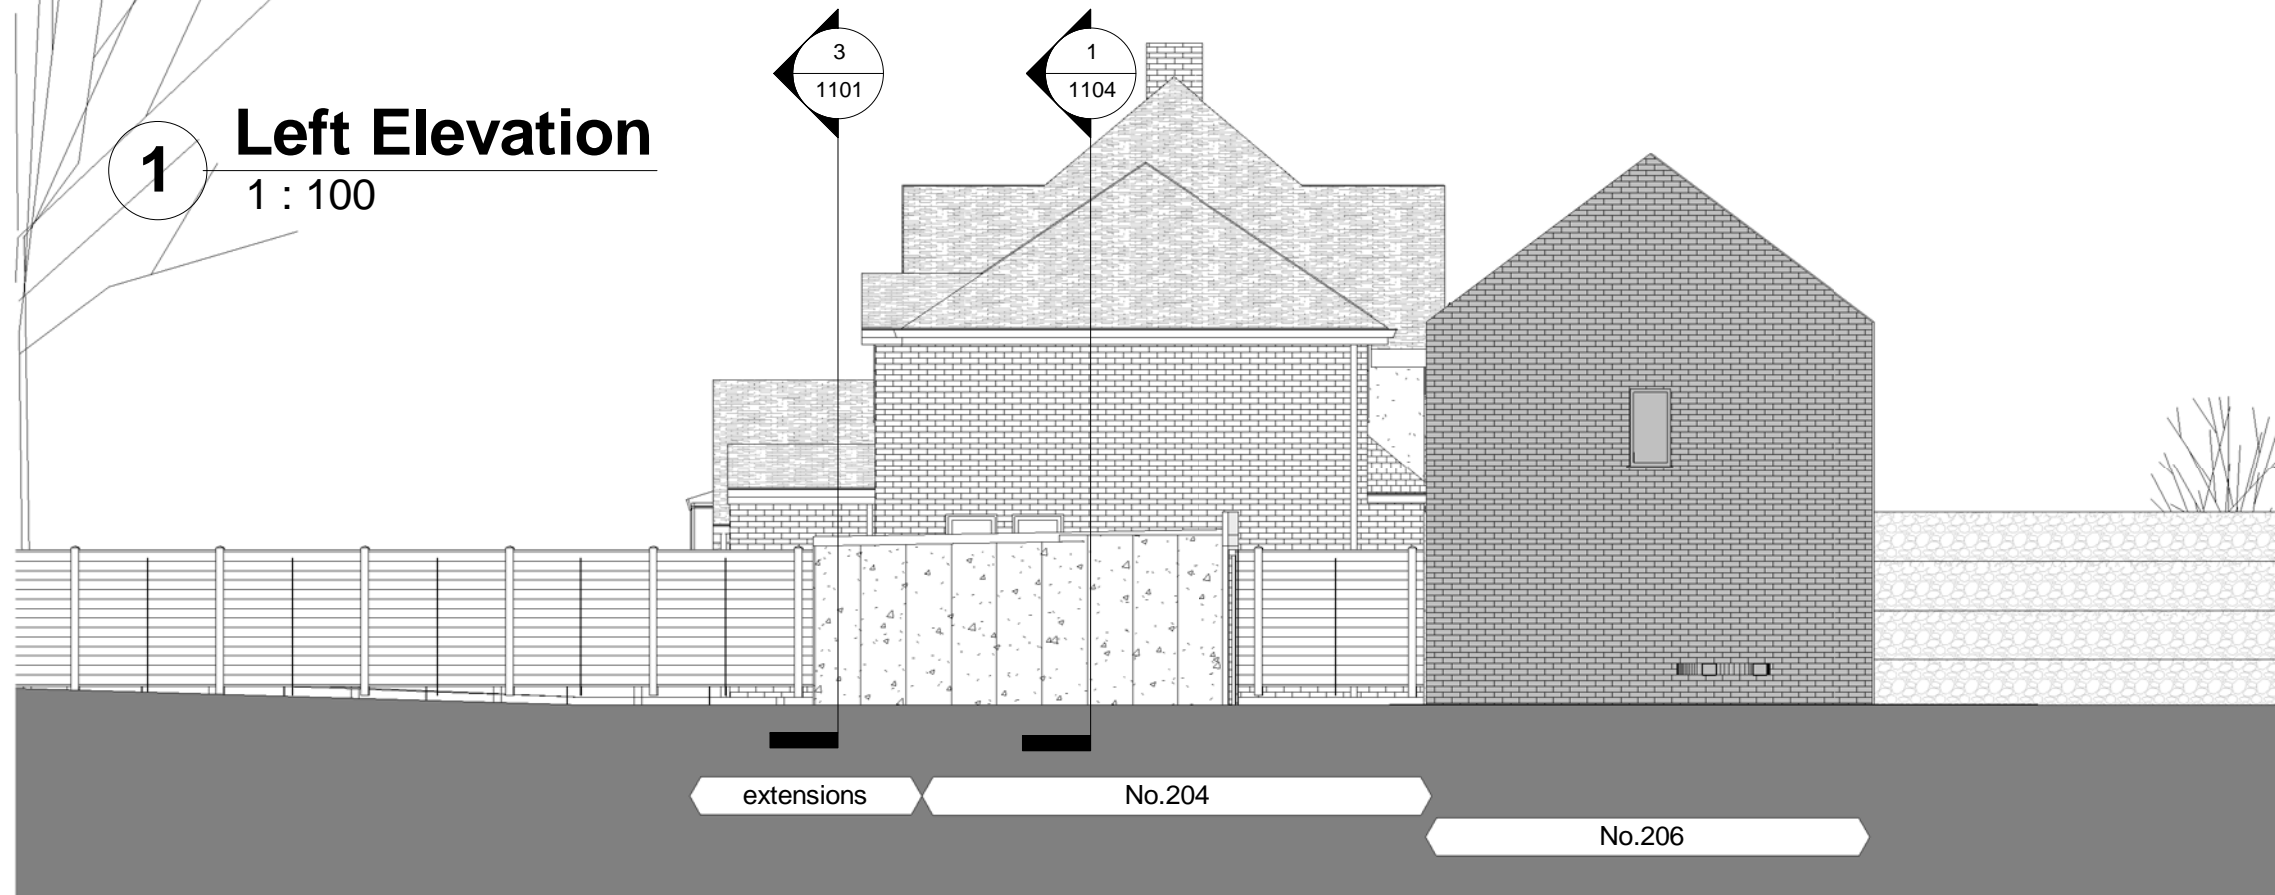 3
1101
1
1104
1
Left Elevation
1 : 100
extensions
No.204
No.206